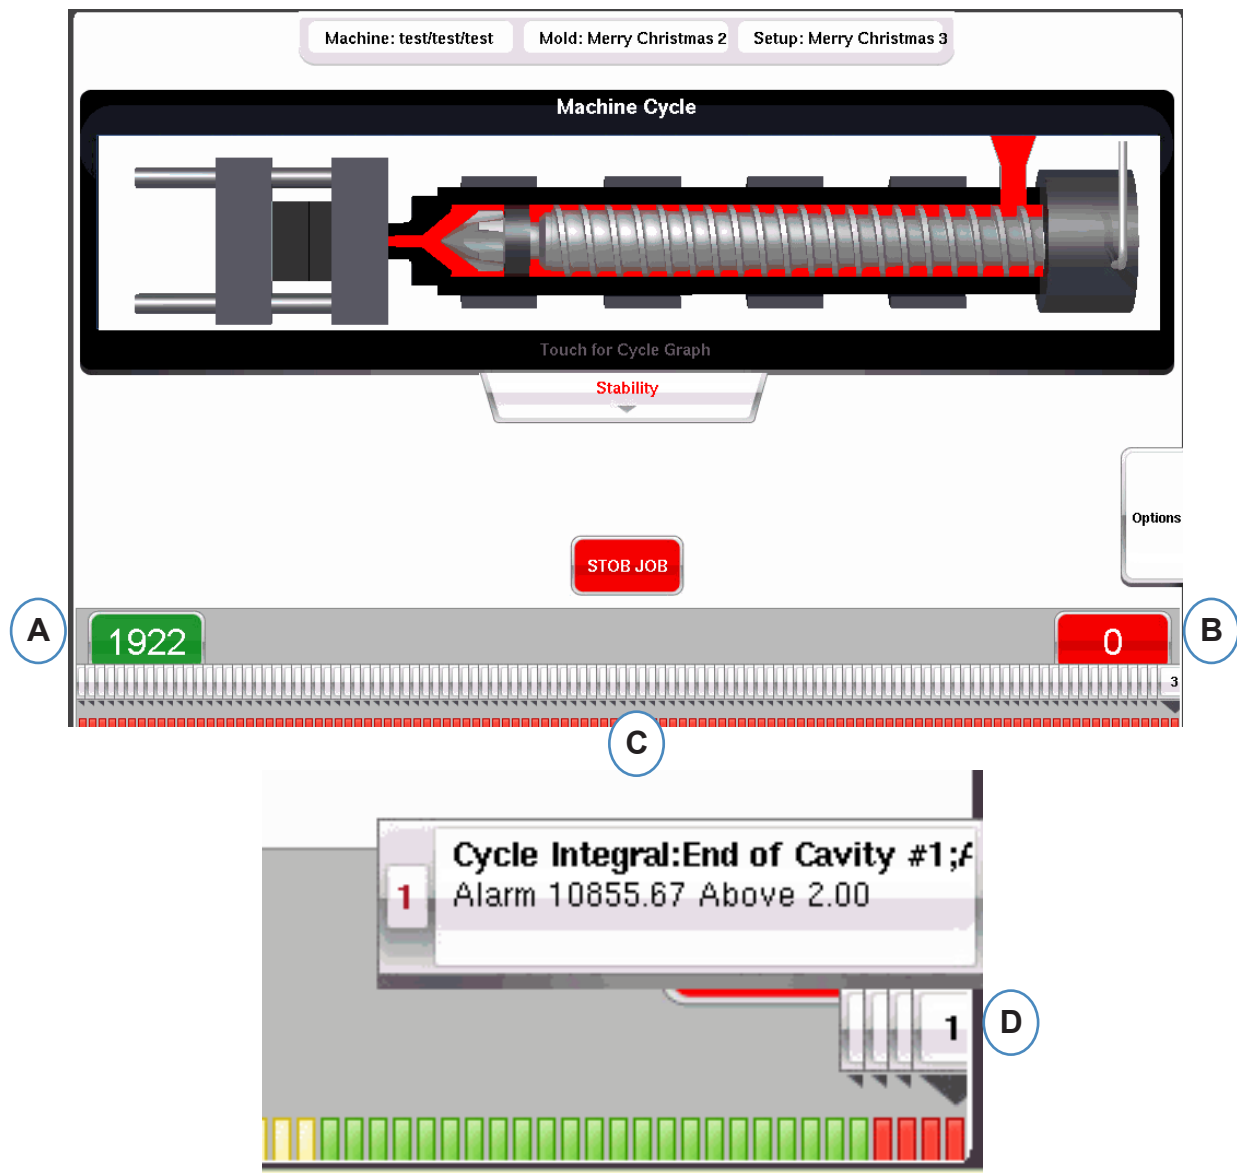 Machine: test/test/test
Mold: Merry Christmas 2
Setup: Merry Christmas 3
Machine Cycle
Touch for Cycle Graph
Stability
Options
STOB JOB
A
1922
0
B
3
C
Cycle Integral:End of Cavity #1;
1
Alarm 10855.67 Above 2.00
1
D